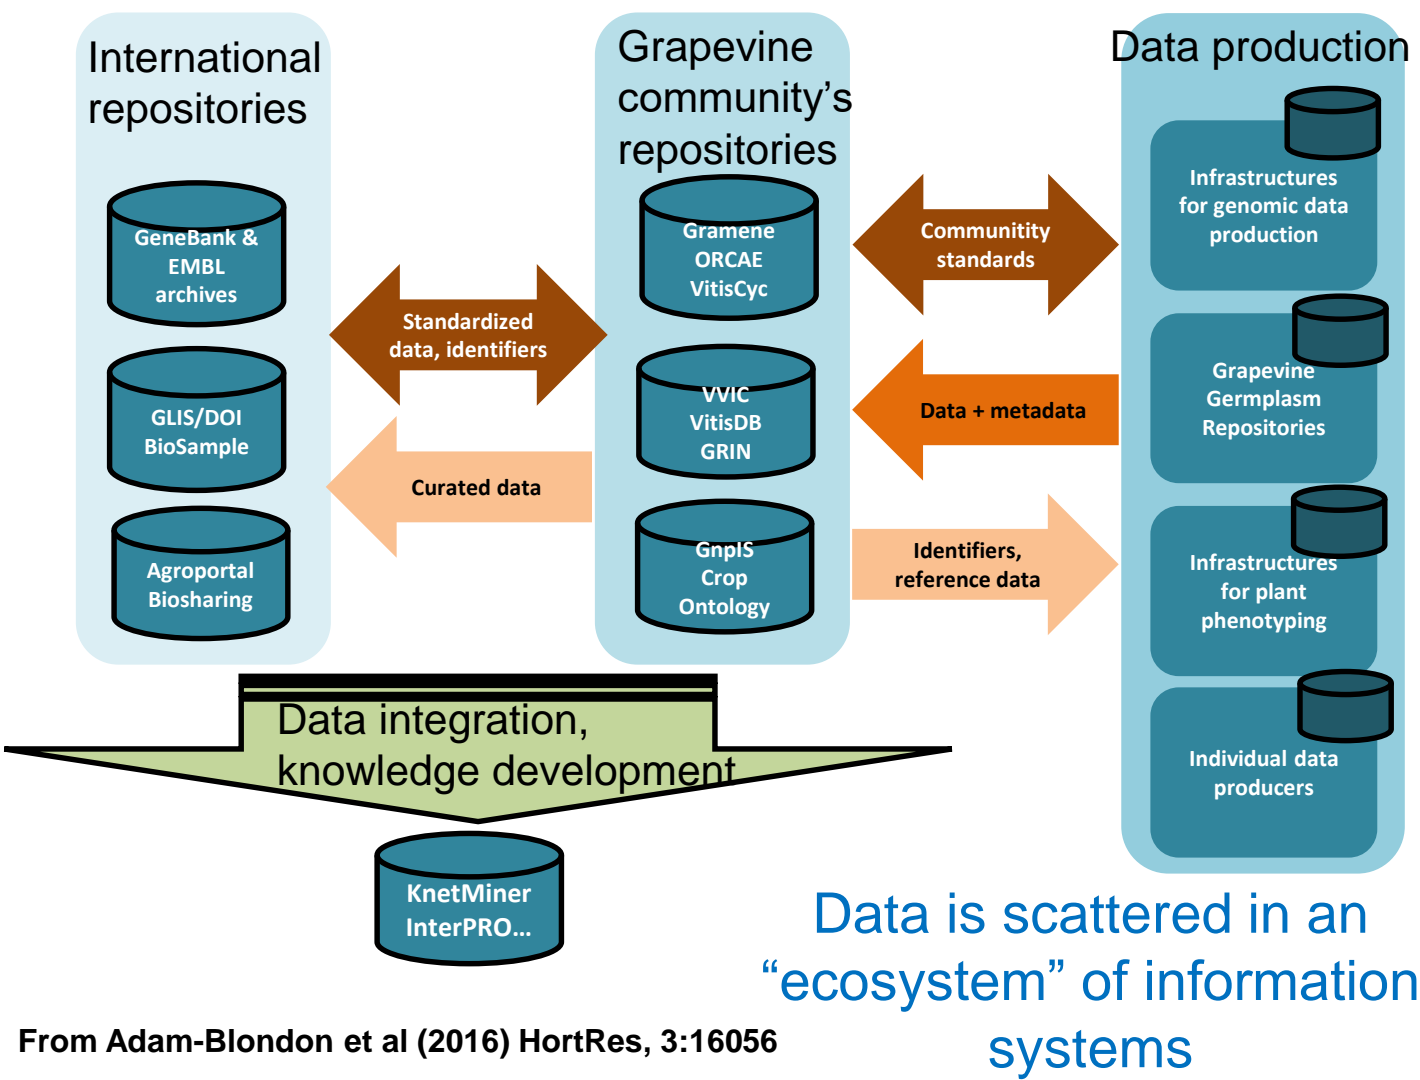 International
repositories
GeneBank &
EMBL
archives
GLIS/DOI
BioSample
Agroportal
Biosharing
Standardized
data, identifiers
Curated data
Grapevine
community’s
repositories
Gramene
ORCAE
VitisCyc
VVIC
VitisDB
GRIN
GnpIS
Crop
Ontology
Communitity
standards
Data + metadata
Identifiers,
reference data
Data production
Infrastructures
for genomic data
production
Grapevine
Germplasm
Repositories
Infrastructures
for plant
phenotyping
Individual data
producers
Data integration,
knowledge development
KnetMiner
InterPRO…
Data is scattered in an
“ecosystem” of information
systems
From Adam-Blondon et al (2016) HortRes, 3:16056